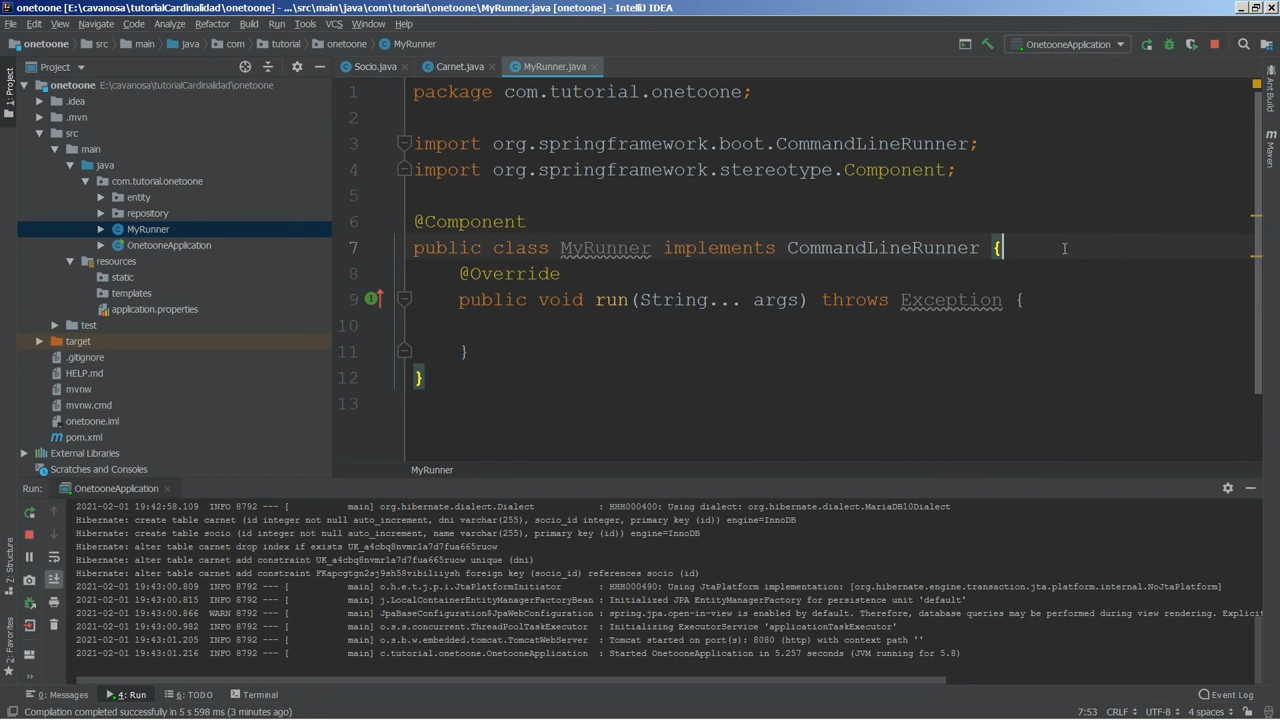 onetoone [E:\cavanosa\tutorialCardinalidad\onetoone] - ...\src\main\java\com\tutorial\onetoone\MyRunner.java [onetoone] - IntelliJ IDEA
File Edit View Navigate Code Analyze Refactor Build Run Tools VCS Window Help
onetoone src main java com tutorial onetoone MyRunner OnetooneApplication
1: Project
Project
Socio.java Carnet.java MyRunner.java
onetoone E:\cavanosa\tutorialCardinalidad\onetoone
.idea
.mvn
src
main
java
com.tutorial.onetoone
entity
repository
MyRunner
OnetooneApplication
resources
static
templates
application.properties
test
target
.gitignore
HELP.md
mvnw
mvnw.cmd
onetoone.iml
pom.xml
External Libraries
Scratches and Consoles
1 package com.tutorial.onetoone;
2
3 import org.springframework.boot.CommandLineRunner;
4 import org.springframework.stereotype.Component;
5
6 @Component
7 public class MyRunner implements CommandLineRunner {
8 @Override
9 public void run(String... args) throws Exception {
10
11 }
12 }
13
MyRunner
Ant Build
Maven
Run: OnetooneApplication
2021-02-01 19:42:58.109 INFO 8792 --- [ main] org.hibernate.dialect.Dialect : HHH000400: Using dialect: org.hibernate.dialect.MariaDB10Dialect
Hibernate: create table carnet (id integer not null auto_increment, dni varchar(255), socio_id integer, primary key (id)) engine=InnoDB
Hibernate: create table socio (id integer not null auto_increment, name varchar(255), primary key (id)) engine=InnoDB
Hibernate: alter table carnet drop index if exists UK_a4cbq8nvmr1a7d7fua665ruow
Hibernate: alter table carnet add constraint UK_a4cbq8nvmr1a7d7fua665ruow unique (dni)
Hibernate: alter table carnet add constraint FKapcgtgn2sj9sh58vibiliiysh foreign key (socio_id) references socio (id)
2021-02-01 19:43:00.809 INFO 8792 --- [ main] o.h.e.t.j.p.i.JtaPlatformInitiator : HHH000490: Using JtaPlatform implementation: [org.hibernate.engine.transaction.jta.platform.internal.NoJtaPlatform]
2021-02-01 19:43:00.815 INFO 8792 --- [ main] j.LocalContainerEntityManagerFactoryBean : Initialized JPA EntityManagerFactory for persistence unit 'default'
2021-02-01 19:43:00.866 WARN 8792 --- [ main] JpaBaseConfiguration$JpaWebConfiguration : spring.jpa.open-in-view is enabled by default. Therefore, database queries may be performed during view rendering. Explicit
2021-02-01 19:43:00.982 INFO 8792 --- [ main] o.s.s.concurrent.ThreadPoolTaskExecutor : Initializing ExecutorService 'applicationTaskExecutor'
2021-02-01 19:43:01.205 INFO 8792 --- [ main] o.s.b.w.embedded.tomcat.TomcatWebServer : Tomcat started on port(s): 8080 (http) with context path ''
2021-02-01 19:43:01.216 INFO 8792 --- [ main] c.tutorial.onetoone.OnetooneApplication : Started OnetooneApplication in 5.257 seconds (JVM running for 5.8)
Z: Structure
2: Favorites
0: Messages 4: Run 6: TODO Terminal Event Log
Compilation completed successfully in 5 s 598 ms (3 minutes ago) 7:53 CRLF UTF-8 4 spaces